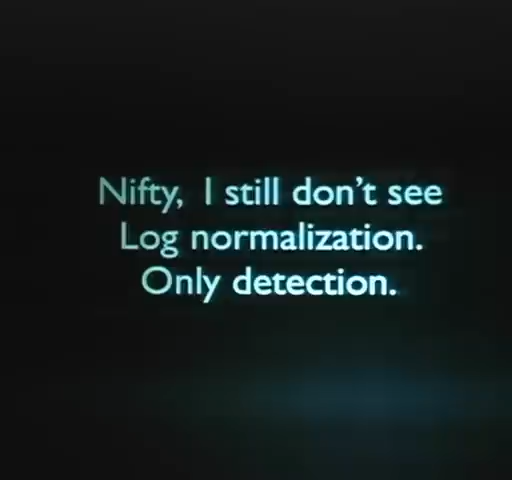 Nifty, I still don't see
Log normalization.
Only detection.